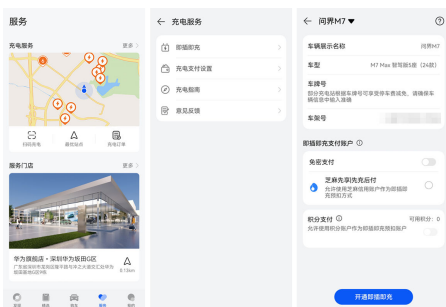 服务
充电服务
更多 >
扫码充电
最优站点
充电订单
服务门店
更多 >
华为旗舰店·深圳华为坂田G区
0.13km
← 充电服务
即插即充
充电支付设置
充电指南
意见反馈
← 问界M7 ▼
车辆展示名称
问界M7
车型
M7 Max 智驾版5座（24款）
车牌号
部分充电站根据车牌号可享受停车费减免，请确保车
辆信息中输入准确
车架号
即插即充支付账户
免密支付
芝麻先享|先充后付
允许使用芝麻信用账户作为即插即
充预扣方式
积分支付
可用积分：0
允许使用积分账户作为即插即充预扣账户
开通即插即充